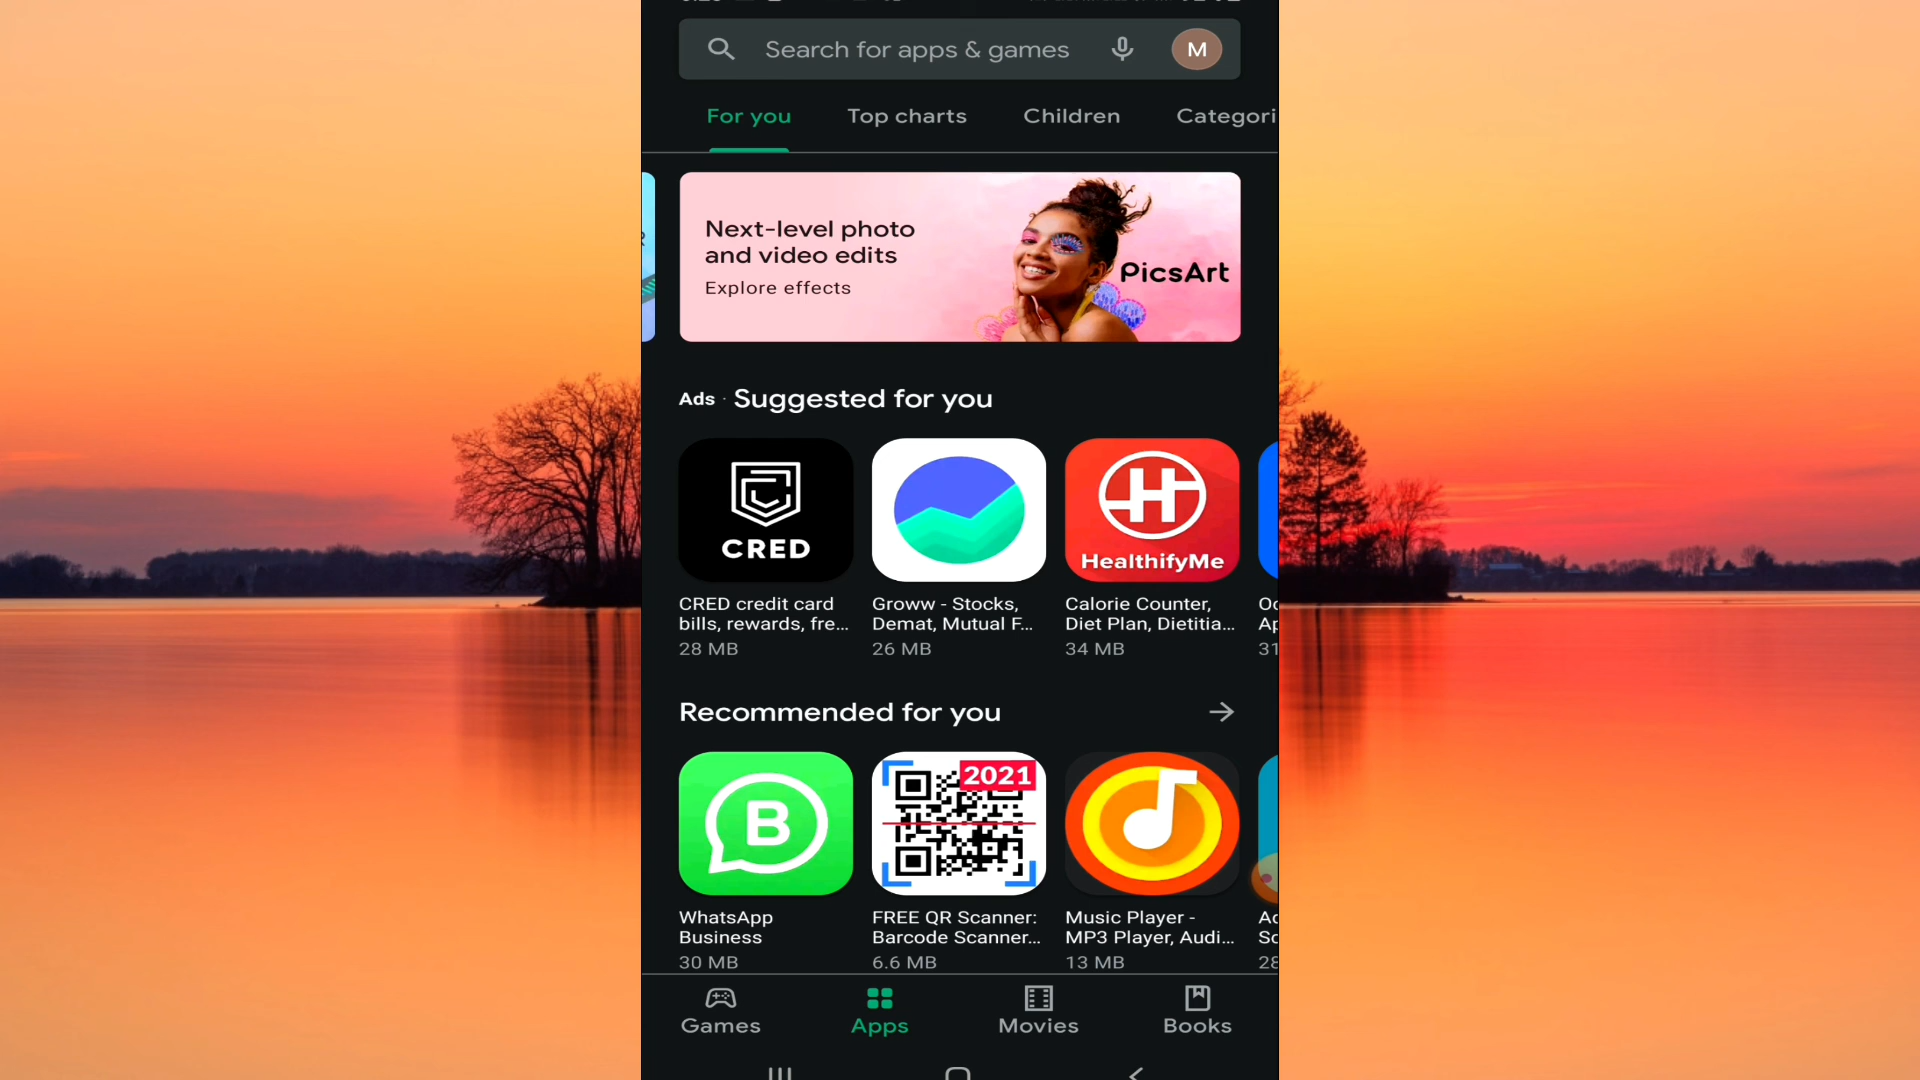 Search for apps & games
M
For you
Top charts
Children
Categori
Next-level photo
and video edits
Explore effects
PicsArt
Ads · Suggested for you
CRED
HealthifyMe
CRED credit card
bills, rewards, fre...
28 MB
Groww - Stocks,
Demat, Mutual F...
26 MB
Calorie Counter,
Diet Plan, Dietitia...
34 MB
31
Recommended for you
B
2021
WhatsApp
Business
30 MB
FREE QR Scanner:
Barcode Scanner...
6.6 MB
Music Player -
MP3 Player, Audi...
13 MB
28
Games
Apps
Movies
Books